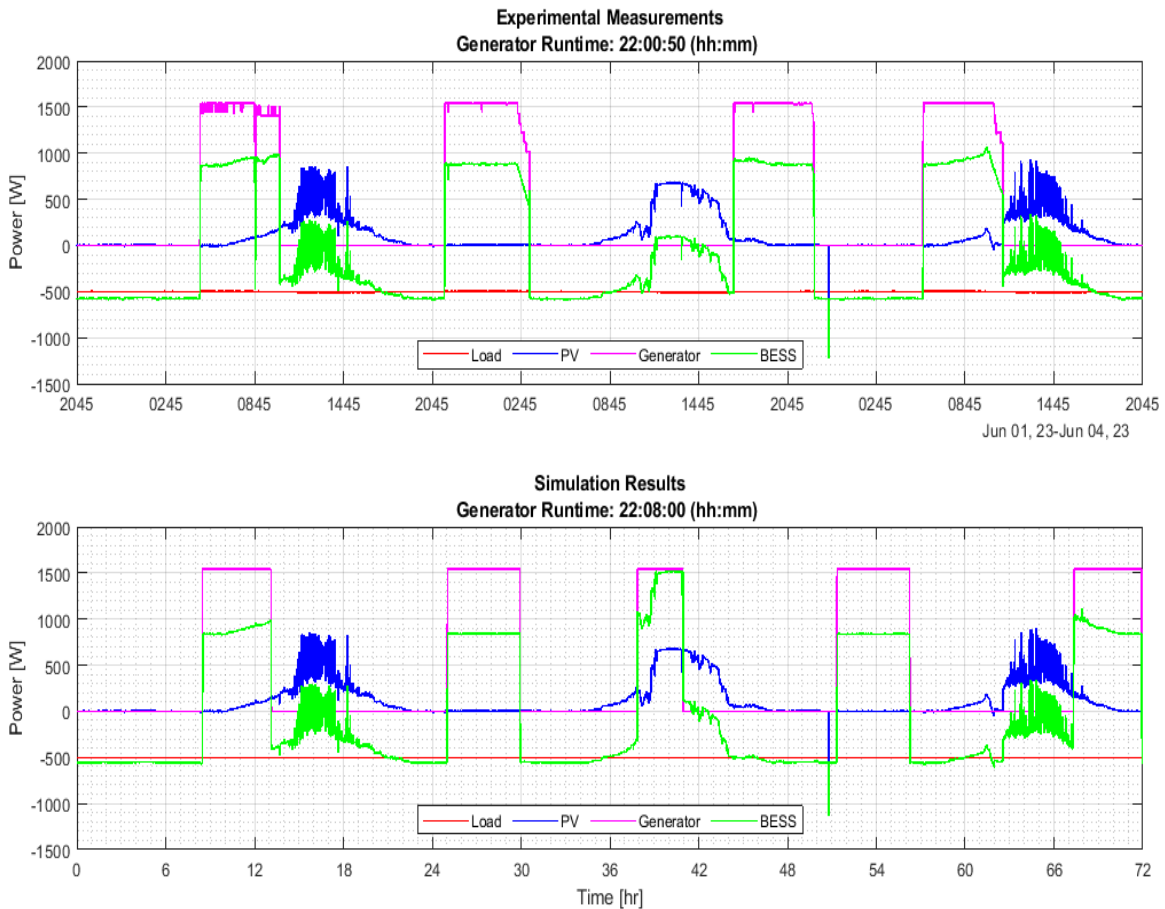 Experimental Measurements
Generator Runtime: 22:00:50 (hh:mm)
2000
1500
1000
500
0
-500
-1000
-1500
Power [W]
Load PV Generator BESS
2045 0245 0845 1445 2045 0245 0845 1445 2045 0245 0845 1445 2045
Jun 01, 23-Jun 04, 23
Simulation Results
Generator Runtime: 22:08:00 (hh:mm)
2000
1500
1000
500
0
-500
-1000
-1500
Power [W]
Load PV Generator BESS
0 6 12 18 24 30 36 42 48 54 60 66 72
Time [hr]